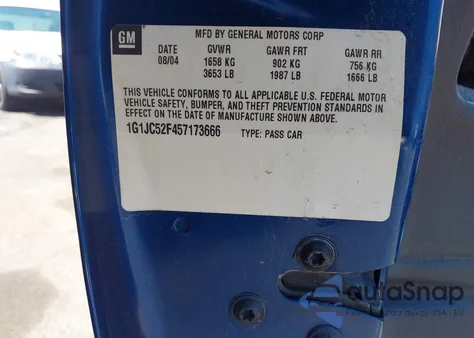 GM
MFD BY GENERAL MOTORS CORP
DATE GVWR GAWR FRT GAWR RR
08/04 1658 KG 902 KG 756 KG
3653 LB 1987 LB 1666 LB
THIS VEHICLE CONFORMS TO ALL APPLICABLE U.S. FEDERAL MOTOR
VEHICLE SAFETY, BUMPER, AND THEFT PREVENTION STANDARDS IN
EFFECT ON THE DATE OF MANUFACTURE SHOWN ABOVE.
1G1JC52F457173666 TYPE: PASS CAR
autoSnap